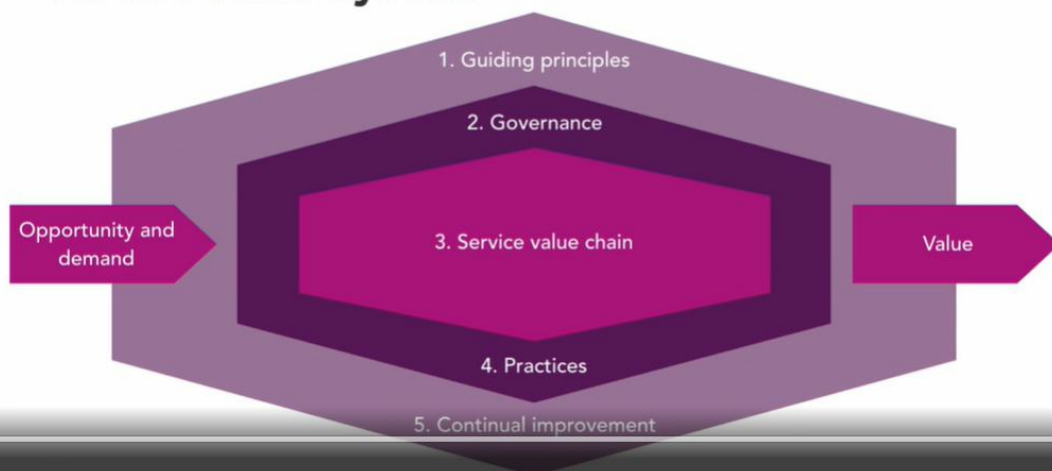 1. Guiding principles
2. Governance
Opportunity and
demand
3. Service value chain
Value
4. Practices
5. Continual improvement